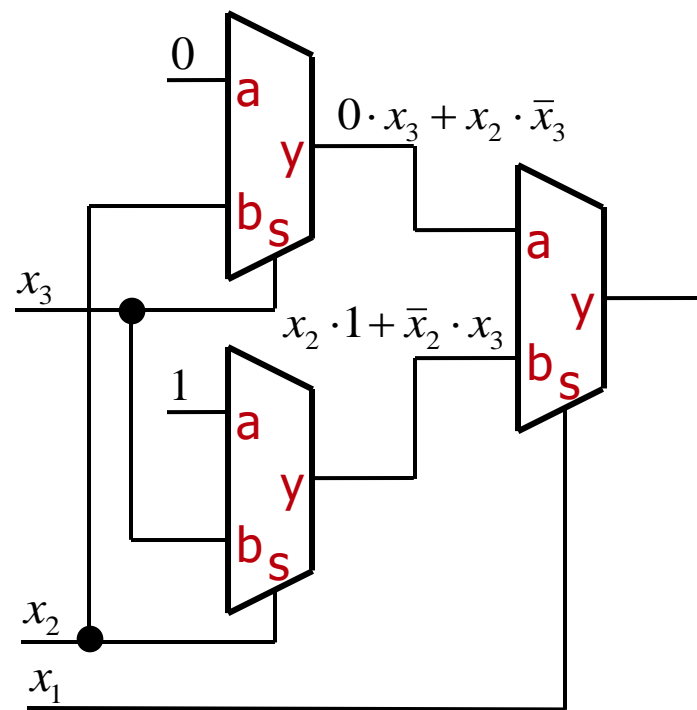 0
a
0 · x₃ + x₂ · x̄₃
y
b
s
a
x₃
y
x₂ · 1 + x̄₂ · x₃
b
1
s
a
y
b
s
x₂
x₁